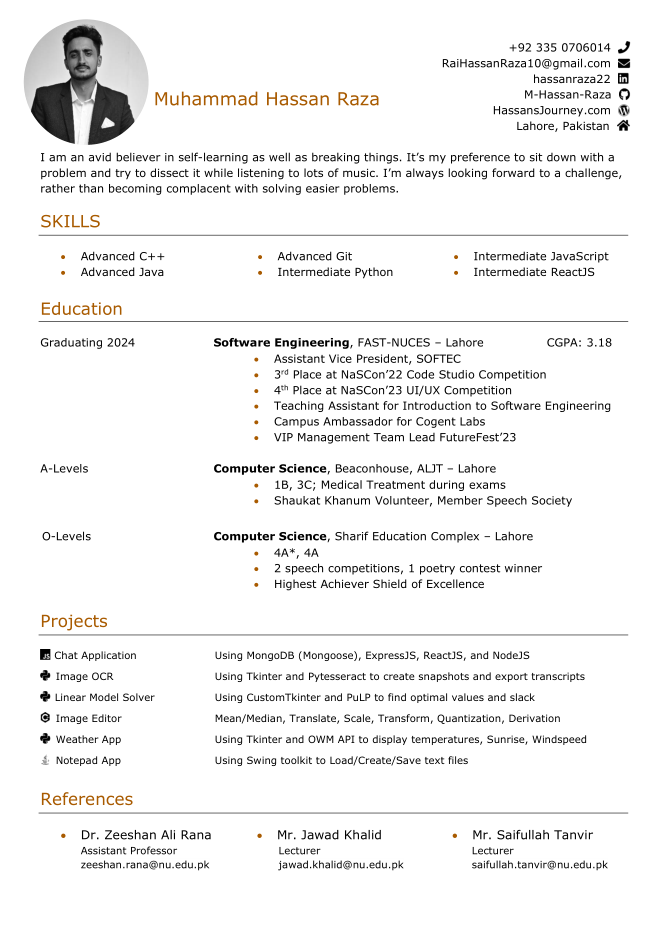 +92 335 0706014
RaiHassanRaza10@gmail.com
hassanraza22
M-Hassan-Raza
HassansJourney.com
Lahore, Pakistan
Muhammad Hassan Raza
I am an avid believer in self-learning as well as breaking things. It’s my preference to sit down with a
problem and try to dissect it while listening to lots of music. I’m always looking forward to a challenge,
rather than becoming complacent with solving easier problems.
SKILLS
• Advanced C++ • Advanced Git • Intermediate JavaScript
• Advanced Java • Intermediate Python • Intermediate ReactJS
Education
Graduating 2024 Software Engineering, FAST-NUCES – Lahore CGPA: 3.18
• Assistant Vice President, SOFTEC
• 3rd Place at NaSCon’22 Code Studio Competition
• 4th Place at NaSCon’23 UI/UX Competition
• Teaching Assistant for Introduction to Software Engineering
• Campus Ambassador for Cogent Labs
• VIP Management Team Lead FutureFest’23
A-Levels Computer Science, Beaconhouse, ALJT – Lahore
• 1B, 3C; Medical Treatment during exams
• Shaukat Khanum Volunteer, Member Speech Society
O-Levels Computer Science, Sharif Education Complex – Lahore
• 4A*, 4A
• 2 speech competitions, 1 poetry contest winner
• Highest Achiever Shield of Excellence
Projects
Chat Application Using MongoDB (Mongoose), ExpressJS, ReactJS, and NodeJS
Image OCR Using Tkinter and Pytesseract to create snapshots and export transcripts
Linear Model Solver Using CustomTkinter and PuLP to find optimal values and slack
Image Editor Mean/Median, Translate, Scale, Transform, Quantization, Derivation
Weather App Using Tkinter and OWM API to display temperatures, Sunrise, Windspeed
Notepad App Using Swing toolkit to Load/Create/Save text files
References
• Dr. Zeeshan Ali Rana • Mr. Jawad Khalid • Mr. Saifullah Tanvir
Assistant Professor Lecturer Lecturer
zeeshan.rana@nu.edu.pk jawad.khalid@nu.edu.pk saifullah.tanvir@nu.edu.pk